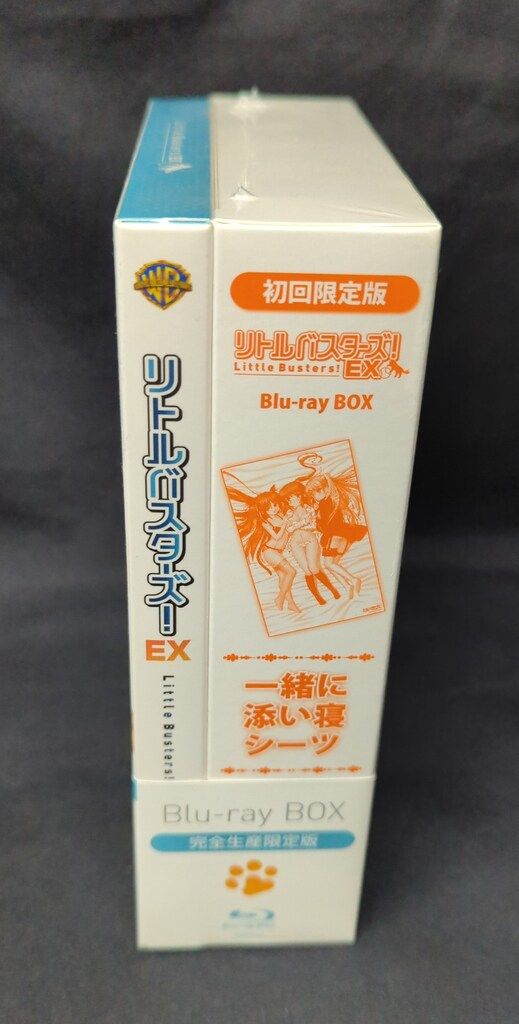 WB
リトルバスターズ!
EX
Little Busters!
初回限定版
リトルバスターズ!
Little Busters! EX
Blu-ray BOX
一緒に
添い寝
シーツ
Blu-ray BOX
完全生産限定版